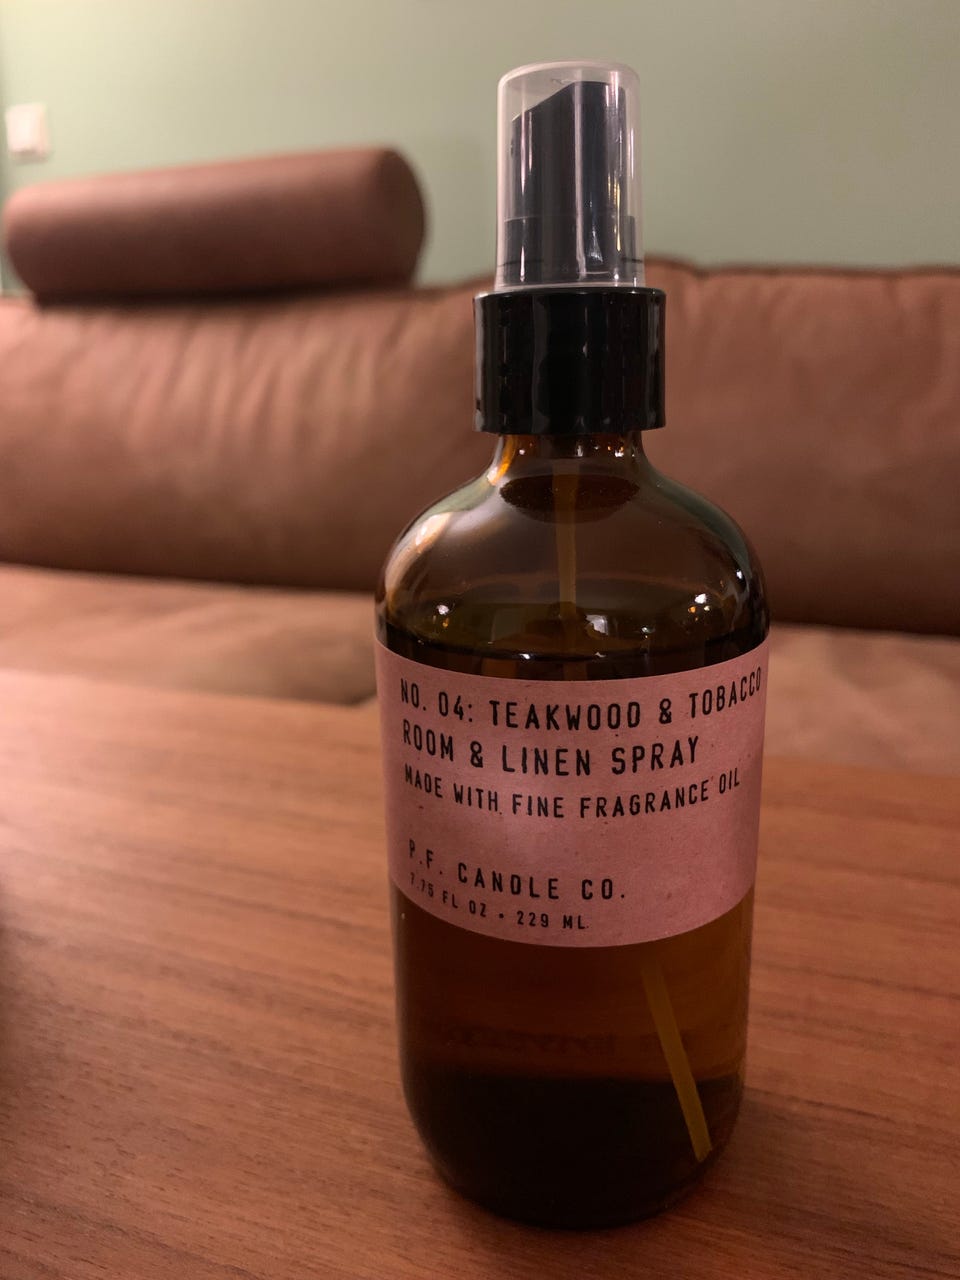 NO. 04: TEAKWOOD & TOBACCO
ROOM & LINEN SPRAY
MADE WITH FINE FRAGRANCE OIL
P.F. CANDLE CO.
7.75 FL OZ • 229 ML